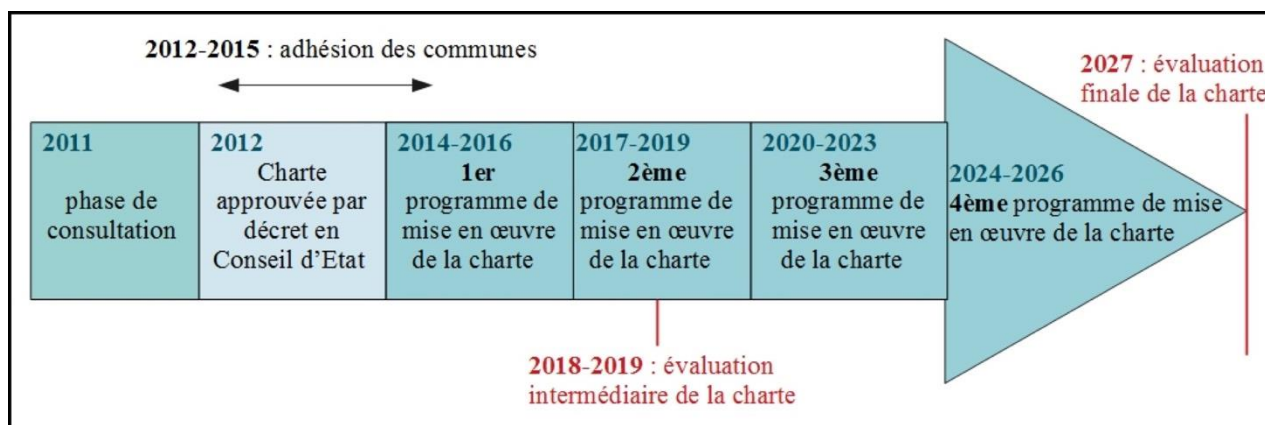 2012-2015 : adhésion des communes
2027 : évaluation
finale de la charte
2011
phase de
consultation
2012
Charte
approuvée par
décret en
Conseil d’Etat
2014-2016
1er
programme de
mise en œuvre
de la charte
2017-2019
2ème
programme de
mise en œuvre
de la charte
2020-2023
3ème
programme de
mise en œuvre
de la charte
2024-2026
4ème programme de mise
en œuvre de la charte
2018-2019 : évaluation
intermédiaire de la charte